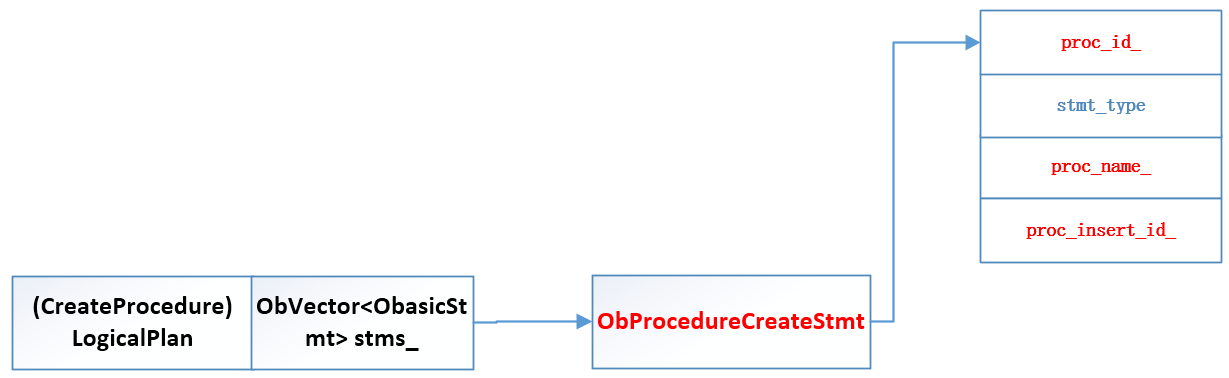 proc_id_
stmt_type
proc_name_
proc_insert_id_
(CreateProcedure)
LogicalPlan
ObVector<ObasicSt
mt> stms_
ObProcedureCreateStmt